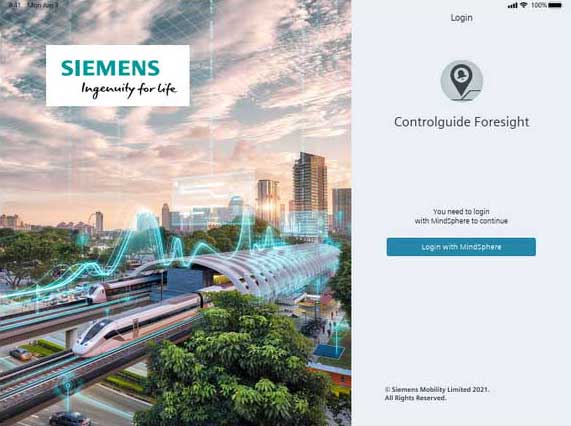 9:41 Mon Jun 3
100%
Login
SIEMENS
Ingenuity for life
Controlguide Foresight
You need to login
with MindSphere to continue
Login with MindSphere
© Siemens Mobility Limited 2021.
All Rights Reserved.